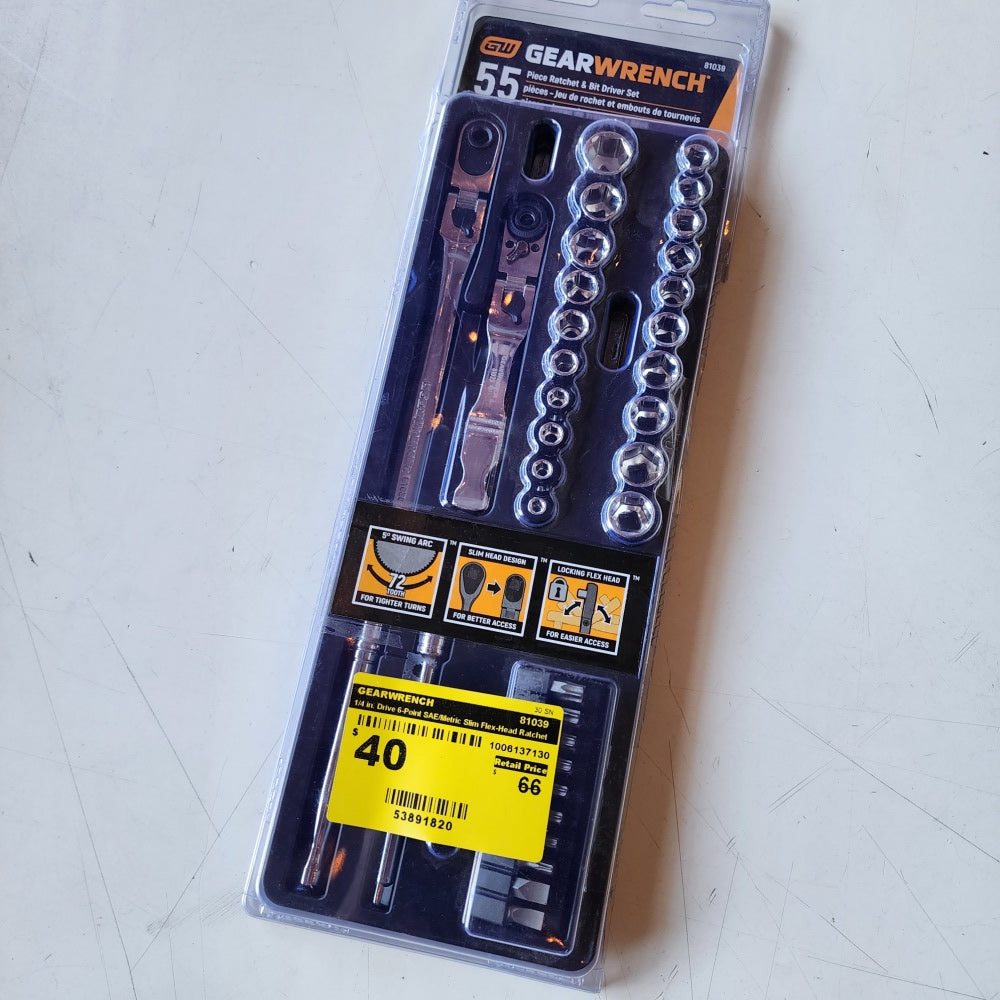 GW GEARWRENCH
81039
55 Piece Ratchet & Bit Driver Set
pièces - Jeu de rochet et embouts de tournevis
5° SWING ARC
72
TOOTH
FOR TIGHTER TURNS
TM
SLIM HEAD DESIGN
FOR BETTER ACCESS
TM
LOCKING FLEX HEAD
FOR EASIER ACCESS
TM
GEARWRENCH
30 SN
1/4 in. Drive 6-Point SAE/Metric Slim Flex-Head Ratchet
81039
1006137130
$40
Retail Price
$66
53891820